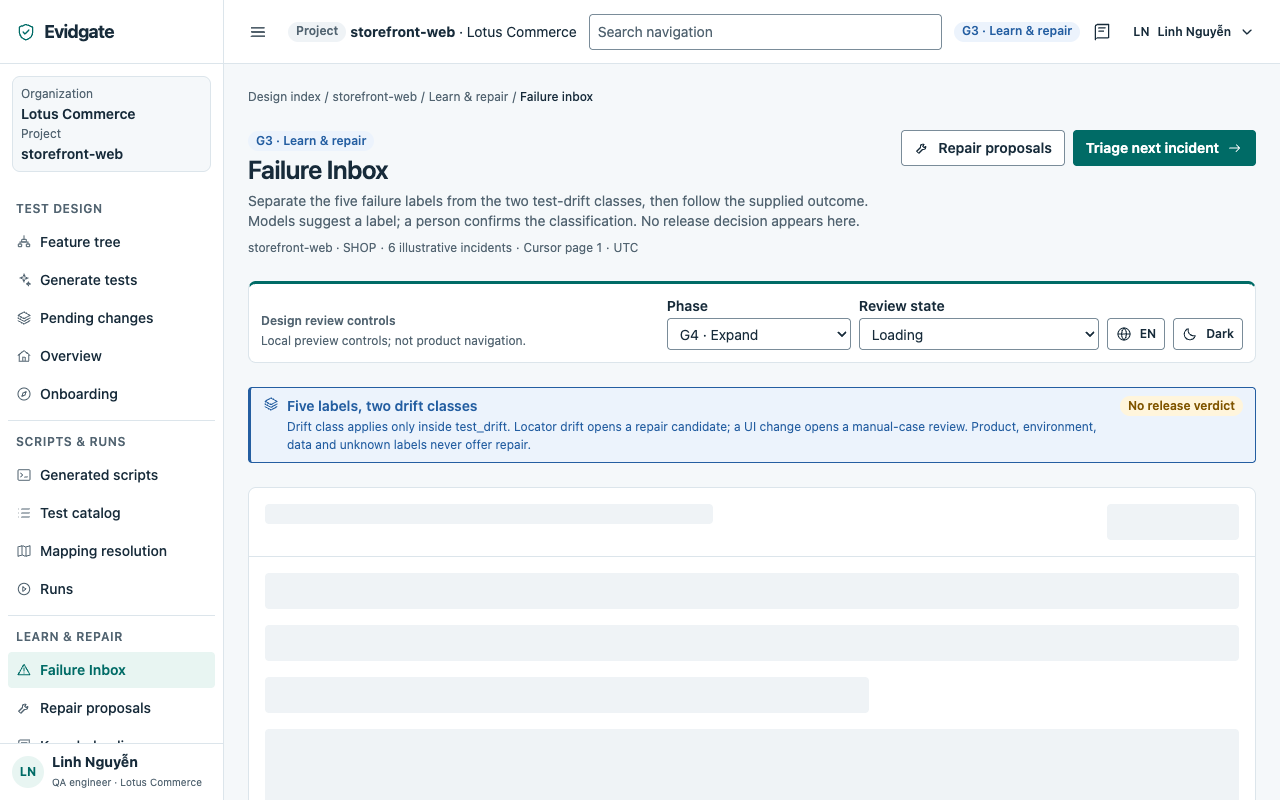 Evidgate
Project storefront-web · Lotus Commerce
Search navigation
G3 · Learn & repair
LN Linh Nguyễn
Organization
Lotus Commerce
Project
storefront-web
TEST DESIGN
Feature tree
Generate tests
Pending changes
Overview
Onboarding
SCRIPTS & RUNS
Generated scripts
Test catalog
Mapping resolution
Runs
LEARN & REPAIR
Failure Inbox
Repair proposals
LN
Linh Nguyễn
QA engineer · Lotus Commerce
Design index / storefront-web / Learn & repair / Failure inbox
G3 · Learn & repair
Failure Inbox
Repair proposals
Triage next incident
Separate the five failure labels from the two test-drift classes, then follow the supplied outcome.
Models suggest a label; a person confirms the classification. No release decision appears here.
storefront-web · SHOP · 6 illustrative incidents · Cursor page 1 · UTC
Design review controls
Local preview controls; not product navigation.
Phase
G4 · Expand
Review state
Loading
EN
Dark
Five labels, two drift classes
No release verdict
Drift class applies only inside test_drift. Locator drift opens a repair candidate; a UI change opens a manual-case review. Product, environment,
data and unknown labels never offer repair.